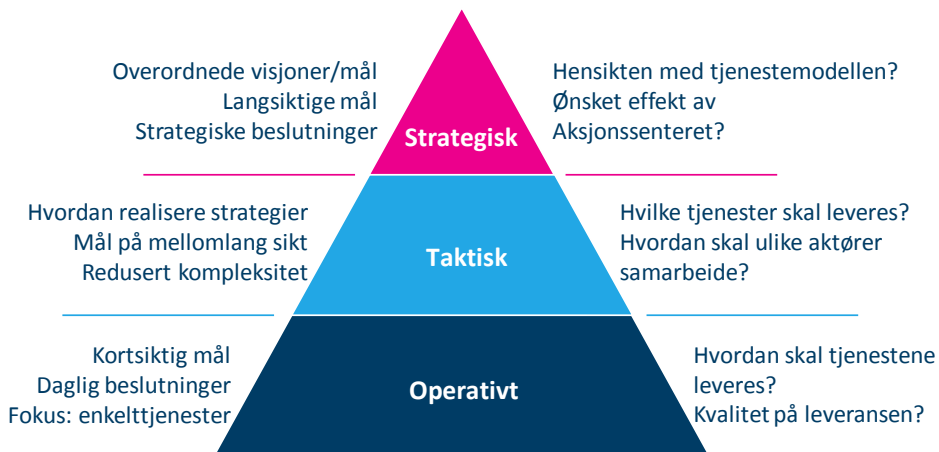 Overordnede visjoner/mål
Langsiktige mål
Strategiske beslutninger
Strategisk
Hensikten med tjenestemodellen?
Ønsket effekt av
Aksjonssenteret?
Hvordan realisere strategier
Mål på mellomlang sikt
Redusert kompleksitet
Taktisk
Hvilke tjenester skal leveres?
Hvordan skal ulike aktører
samarbeide?
Kortsiktig mål
Daglig beslutninger
Fokus: enkelttjenester
Operativt
Hvordan skal tjenestene
leveres?
Kvalitet på leveransen?